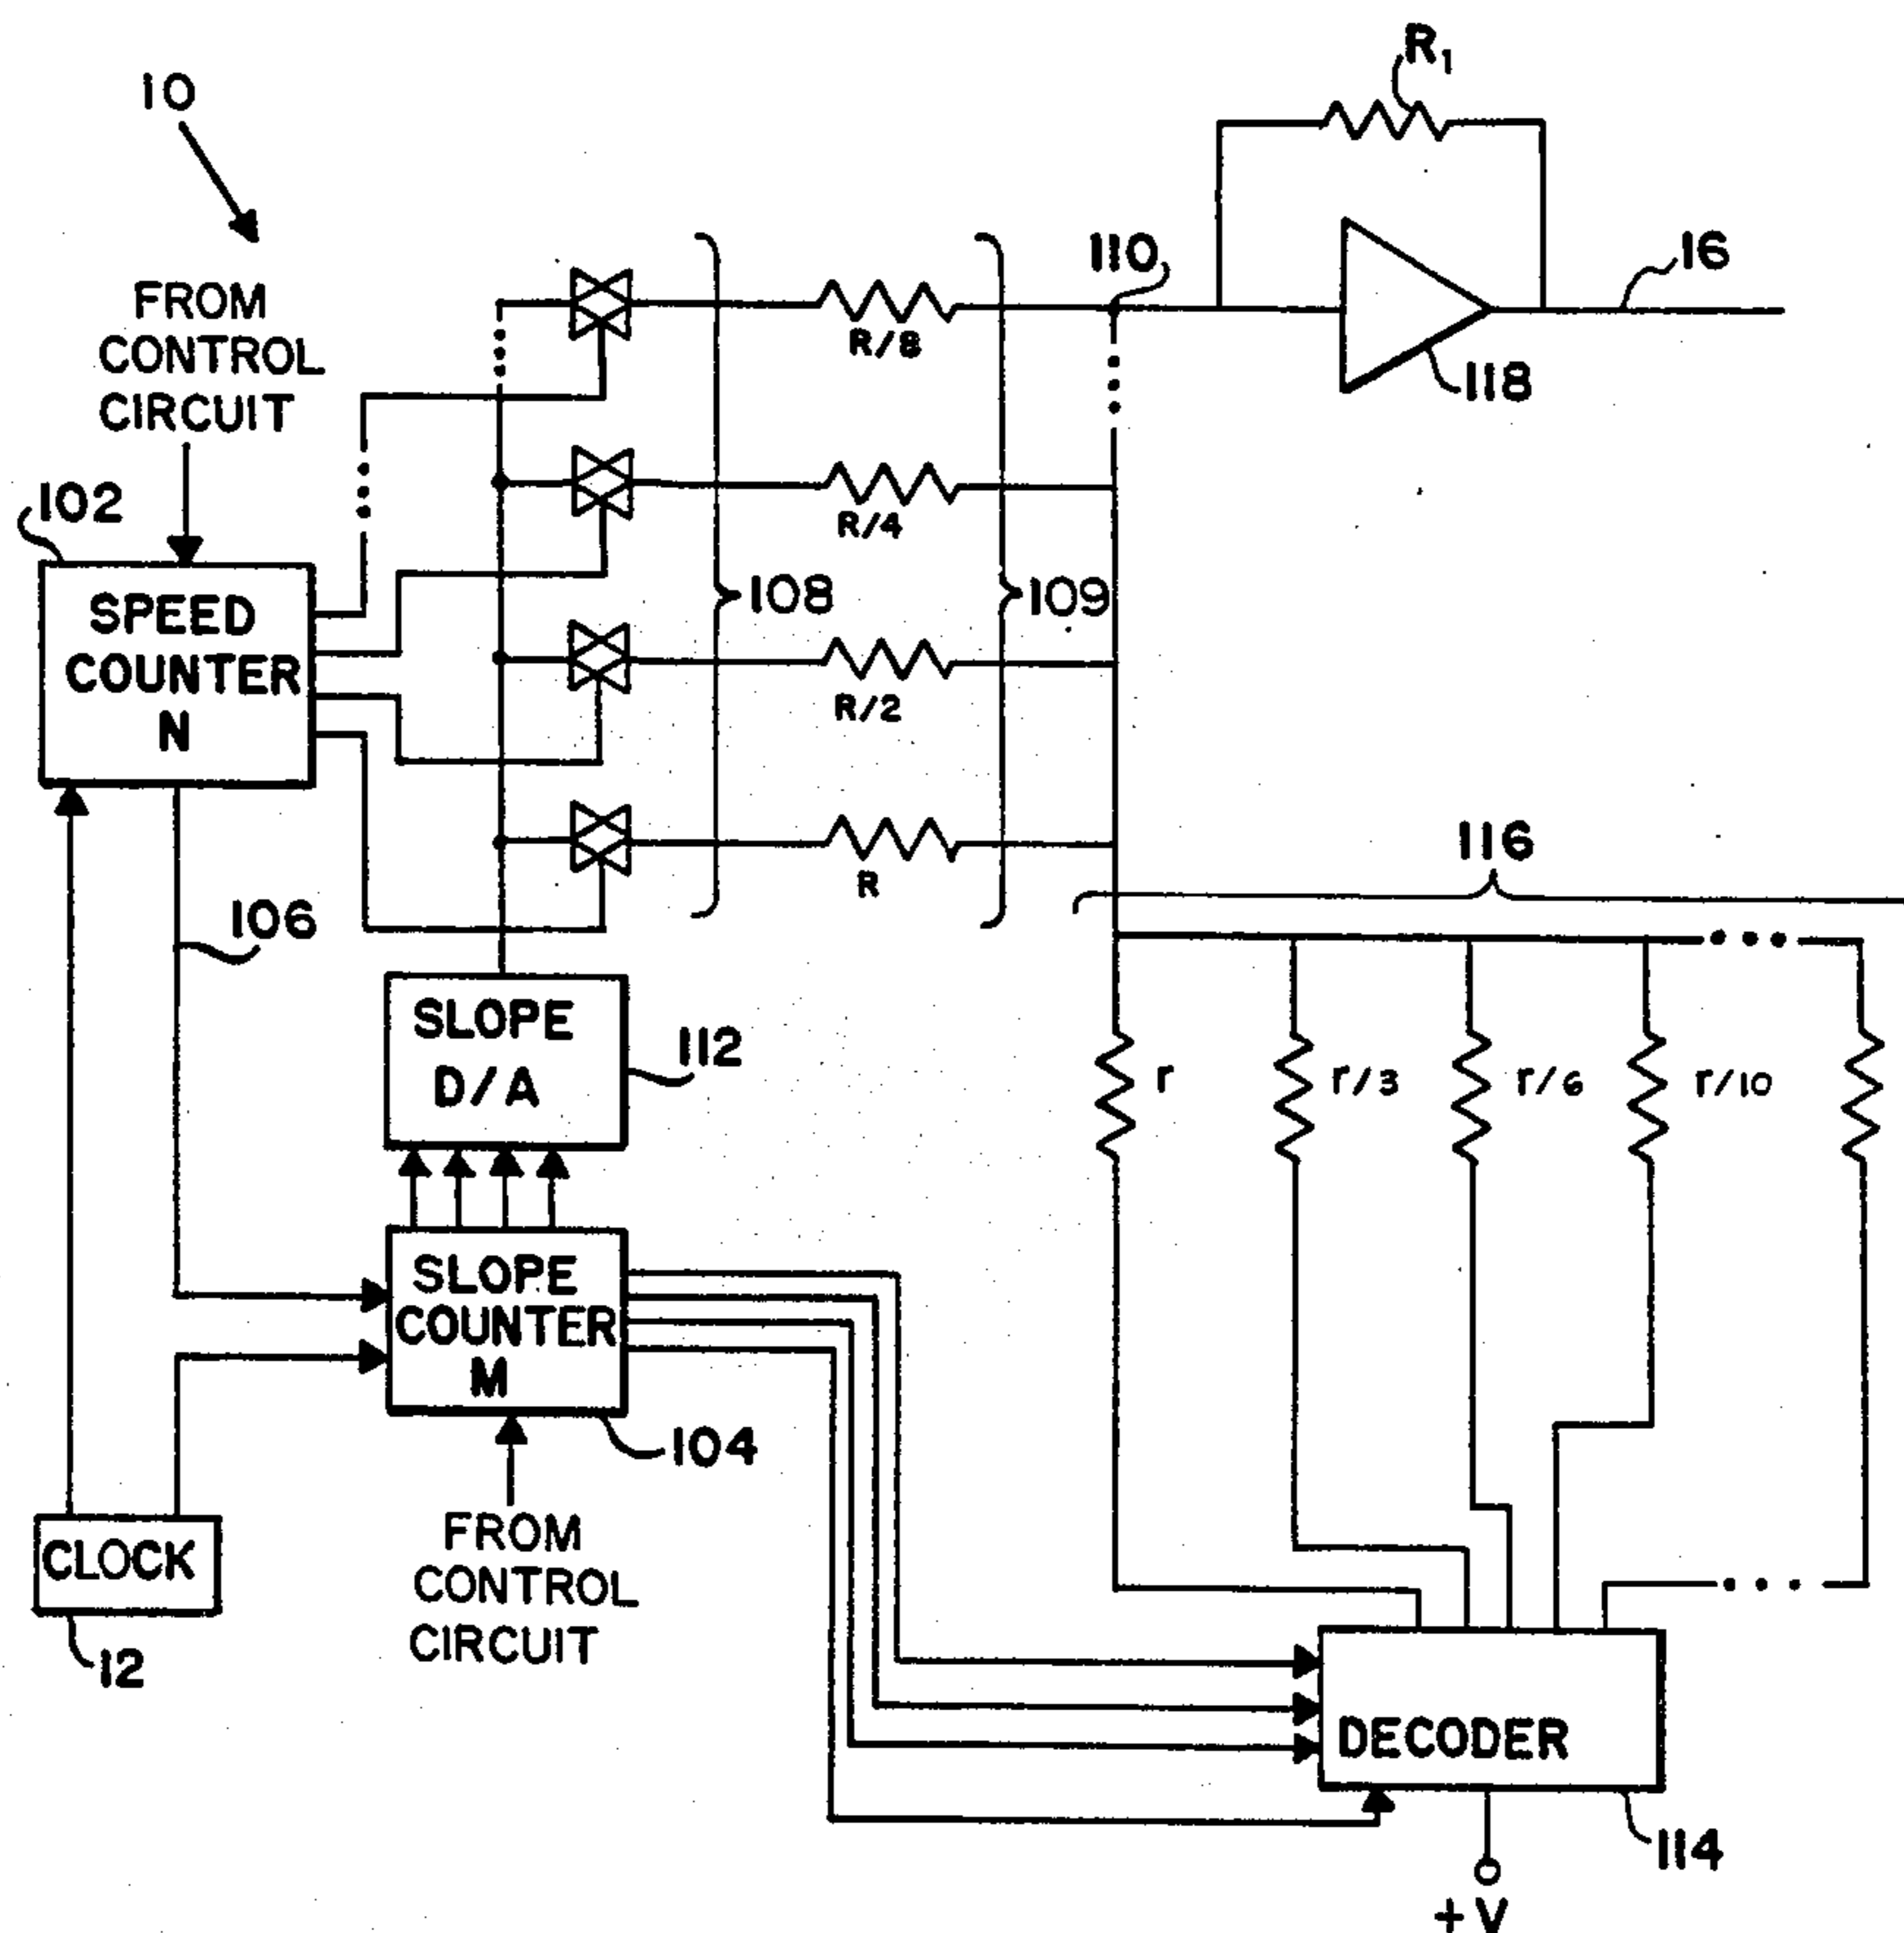 10
R₁
FROM
CONTROL
CIRCUIT
110
16
R/8
118
102
R/4
SPEED
COUNTER
N
108
109
R/2
116
R
106
SLOPE
D/A
112
r
r/3
r/6
r/10
SLOPE
COUNTER
M
104
CLOCK
FROM
CONTROL
CIRCUIT
12
DECODER
114
+V